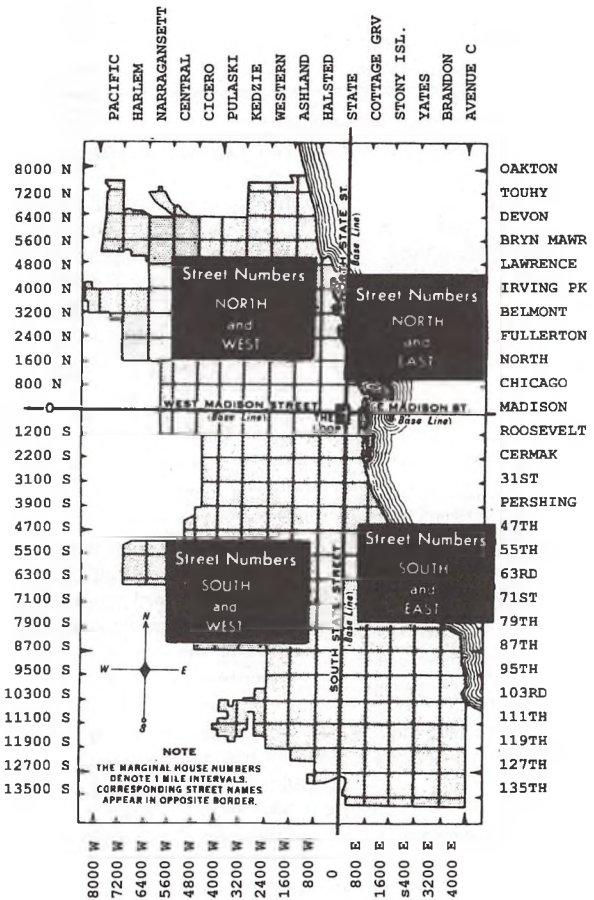 PACIFIC
HARLEM
NARRAGANSETT
CENTRAL
CICERO
PULASKI
KEDZIE
WESTERN
ASHLAND
HALSTED
STATE
COTTAGE GRV
STONY ISL.
YATES
BRANDON
AVENUE C
8000 N
7200 N
6400 N
5600 N
4800 N
4000 N
3200 N
2400 N
1600 N
800 N
0
1200 S
2200 S
3100 S
3900 S
4700 S
5500 S
6300 S
7100 S
7900 S
8700 S
9500 S
10300 S
11100 S
11900 S
12700 S
13500 S
OAKTON
TOUHY
DEVON
BRYN MAWR
LAWRENCE
IRVING PK
BELMONT
FULLERTON
NORTH
CHICAGO
MADISON
ROOSEVELT
CERMAK
31ST
PERSHING
47TH
55TH
63RD
71ST
79TH
87TH
95TH
103RD
111TH
119TH
127TH
135TH
STATE ST
(Base Line)
Street Numbers
NORTH
and
WEST
Street Numbers
NORTH
and
EAST
WEST MADISON STREET
(Base Line)
THE
LOOP
E MADISON ST.
(Base Line)
Street Numbers
SOUTH
and
WEST
Street Numbers
SOUTH
and
EAST
SOUTH STATE STREET
(Base Line)
N
W E
S
NOTE
THE MARGINAL HOUSE NUMBERS
DENOTE 1 MILE INTERVALS.
CORRESPONDING STREET NAMES
APPEAR IN OPPOSITE BORDER.
8000 W
7200 W
6400 W
4000 W
3200 W
2400 W
1600 W
800 W
0
800 E
1600 E
S400 E
3200 E
4000 E